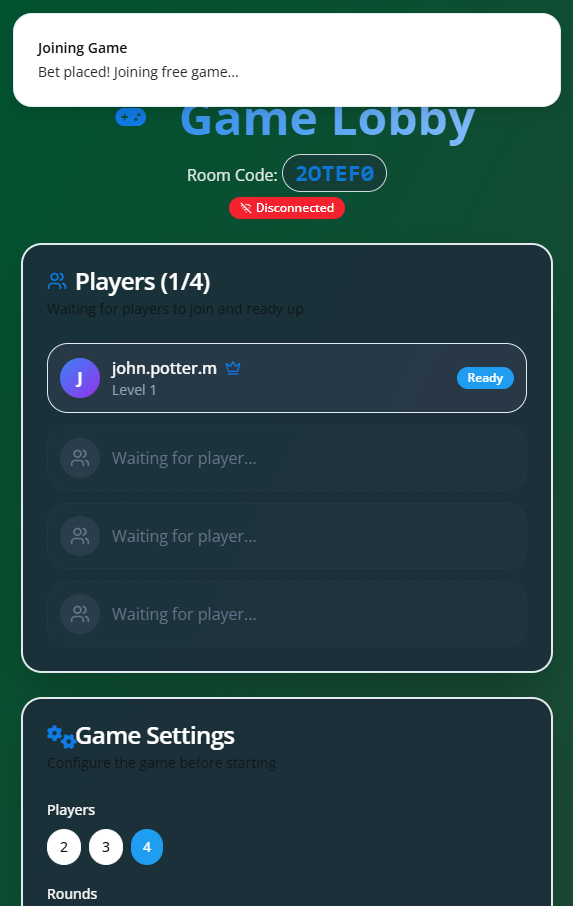 Joining Game
Bet placed! Joining free game...
Game Lobby
Room Code: 2OTEF0
Disconnected
Players (1/4)
Waiting for players to join and ready up
J
john.potter.m
Level 1
Ready
Waiting for player...
Waiting for player...
Waiting for player...
Game Settings
Configure the game before starting
Players
2 3 4
Rounds